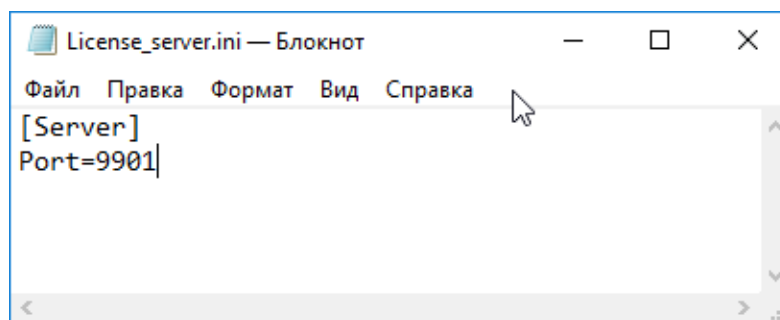 License_server.ini — Блокнот
Файл Правка Формат Вид Справка
[Server]
Port=9901